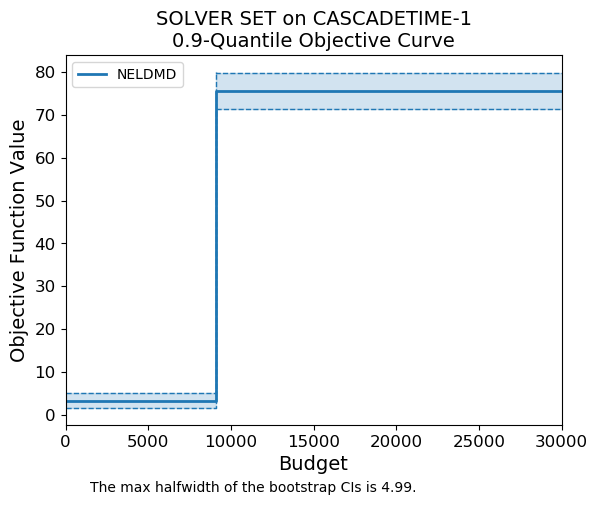 SOLVER SET on CASCADETIME-1
0.9-Quantile Objective Curve
NELDMD
Objective Function Value
80
70
60
50
40
30
20
10
0
0 5000 10000 15000 20000 25000 30000
Budget
The max halfwidth of the bootstrap CIs is 4.99.